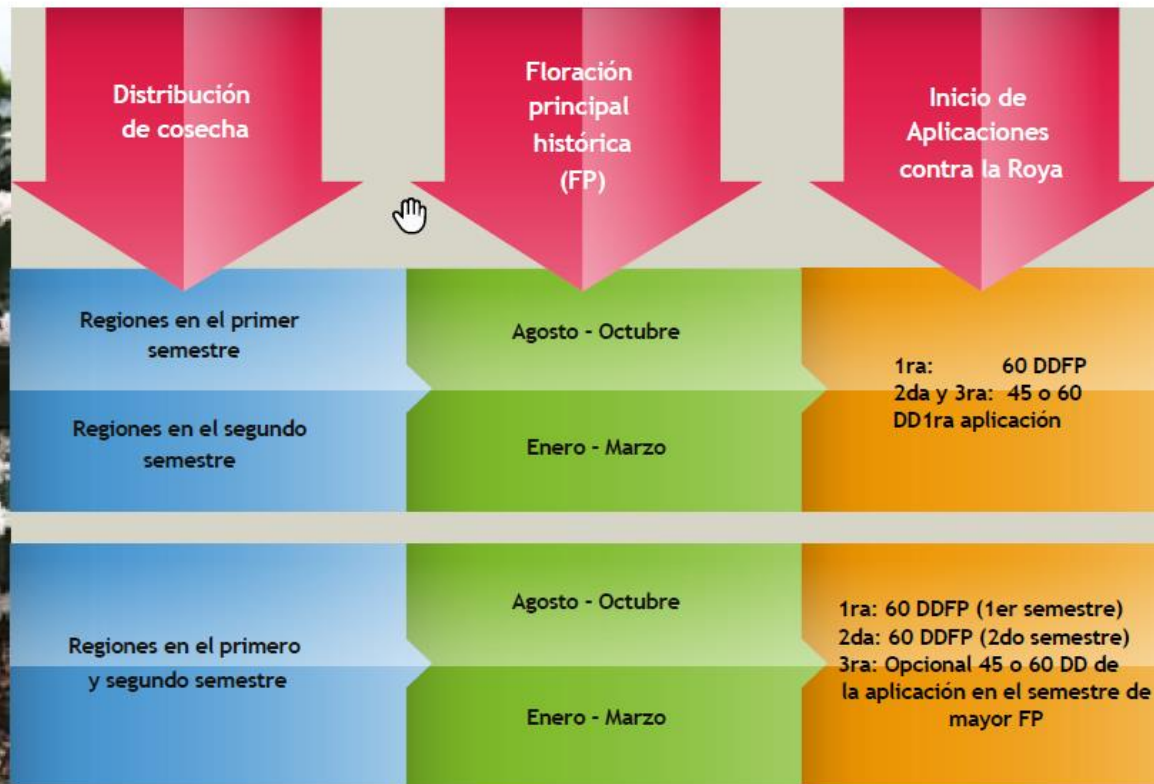 Distribución
de cosecha
Floración
principal
histórica
(FP)
Inicio de
Aplicaciones
contra la Roya
Regiones en el primer
semestre
Agosto - Octubre
1ra: 60 DDFP
2da y 3ra: 45 o 60
DD1ra aplicación
Regiones en el segundo
semestre
Enero - Marzo
Regiones en el primero
y segundo semestre
Agosto - Octubre
Enero - Marzo
1ra: 60 DDFP (1er semestre)
2da: 60 DDFP (2do semestre)
3ra: Opcional 45 o 60 DD de
la aplicación en el semestre de
mayor FP